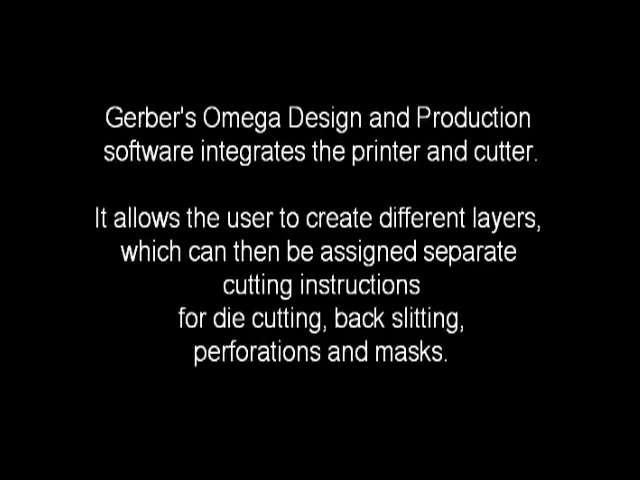 Gerber's Omega Design and Production
software integrates the printer and cutter.
It allows the user to create different layers,
which can then be assigned separate
cutting instructions
for die cutting, back slitting,
perforations and masks.